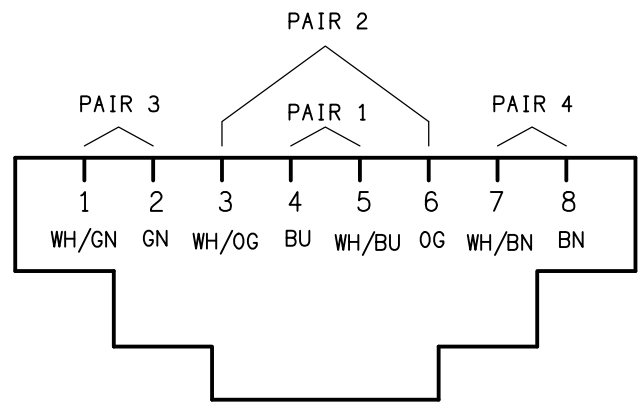 PAIR 2
PAIR 3 PAIR 1 PAIR 4
1 2 3 4 5 6 7 8
WH/GN GN WH/OG BU WH/BU OG WH/BN BN